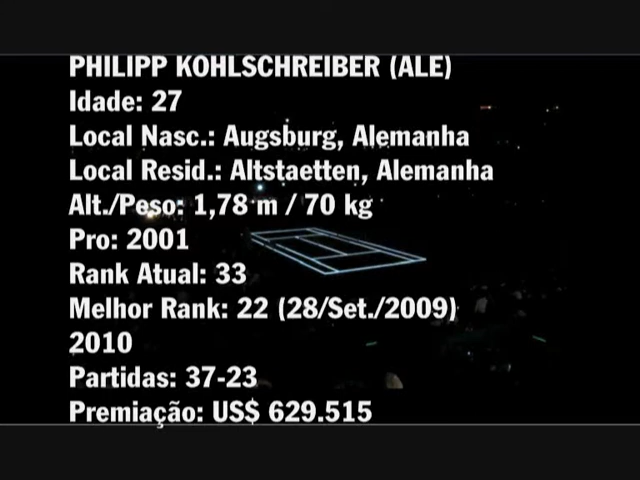 PHILIPP KOHLSCHREIBER (ALE)
Idade: 27
Local Nasc.: Augsburg, Alemanha
Local Resid.: Altstaetten, Alemanha
Alt./Peso: 1,78 m / 70 kg
Pro: 2001
Rank Atual: 33
Melhor Rank: 22 (28/Set./2009)
2010
Partidas: 37-23
Premiação: US$ 629.515